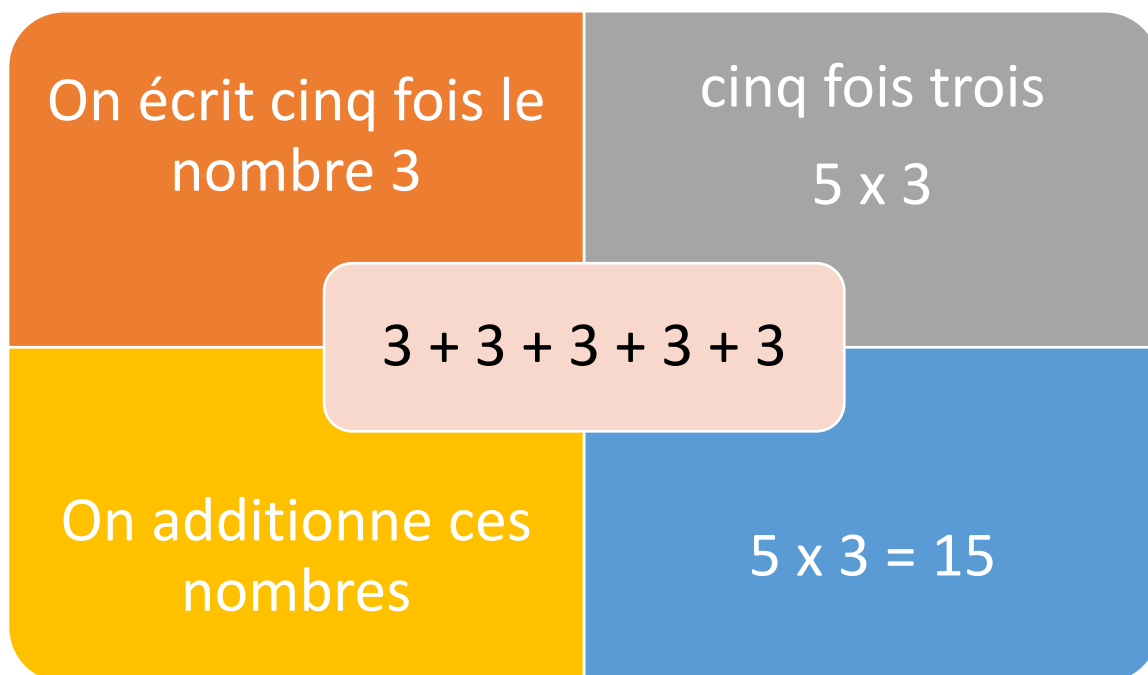 On écrit cinq fois le
nombre 3
cinq fois trois
5 x 3
3 + 3 + 3 + 3 + 3
On additionne ces
nombres
5 x 3 = 15